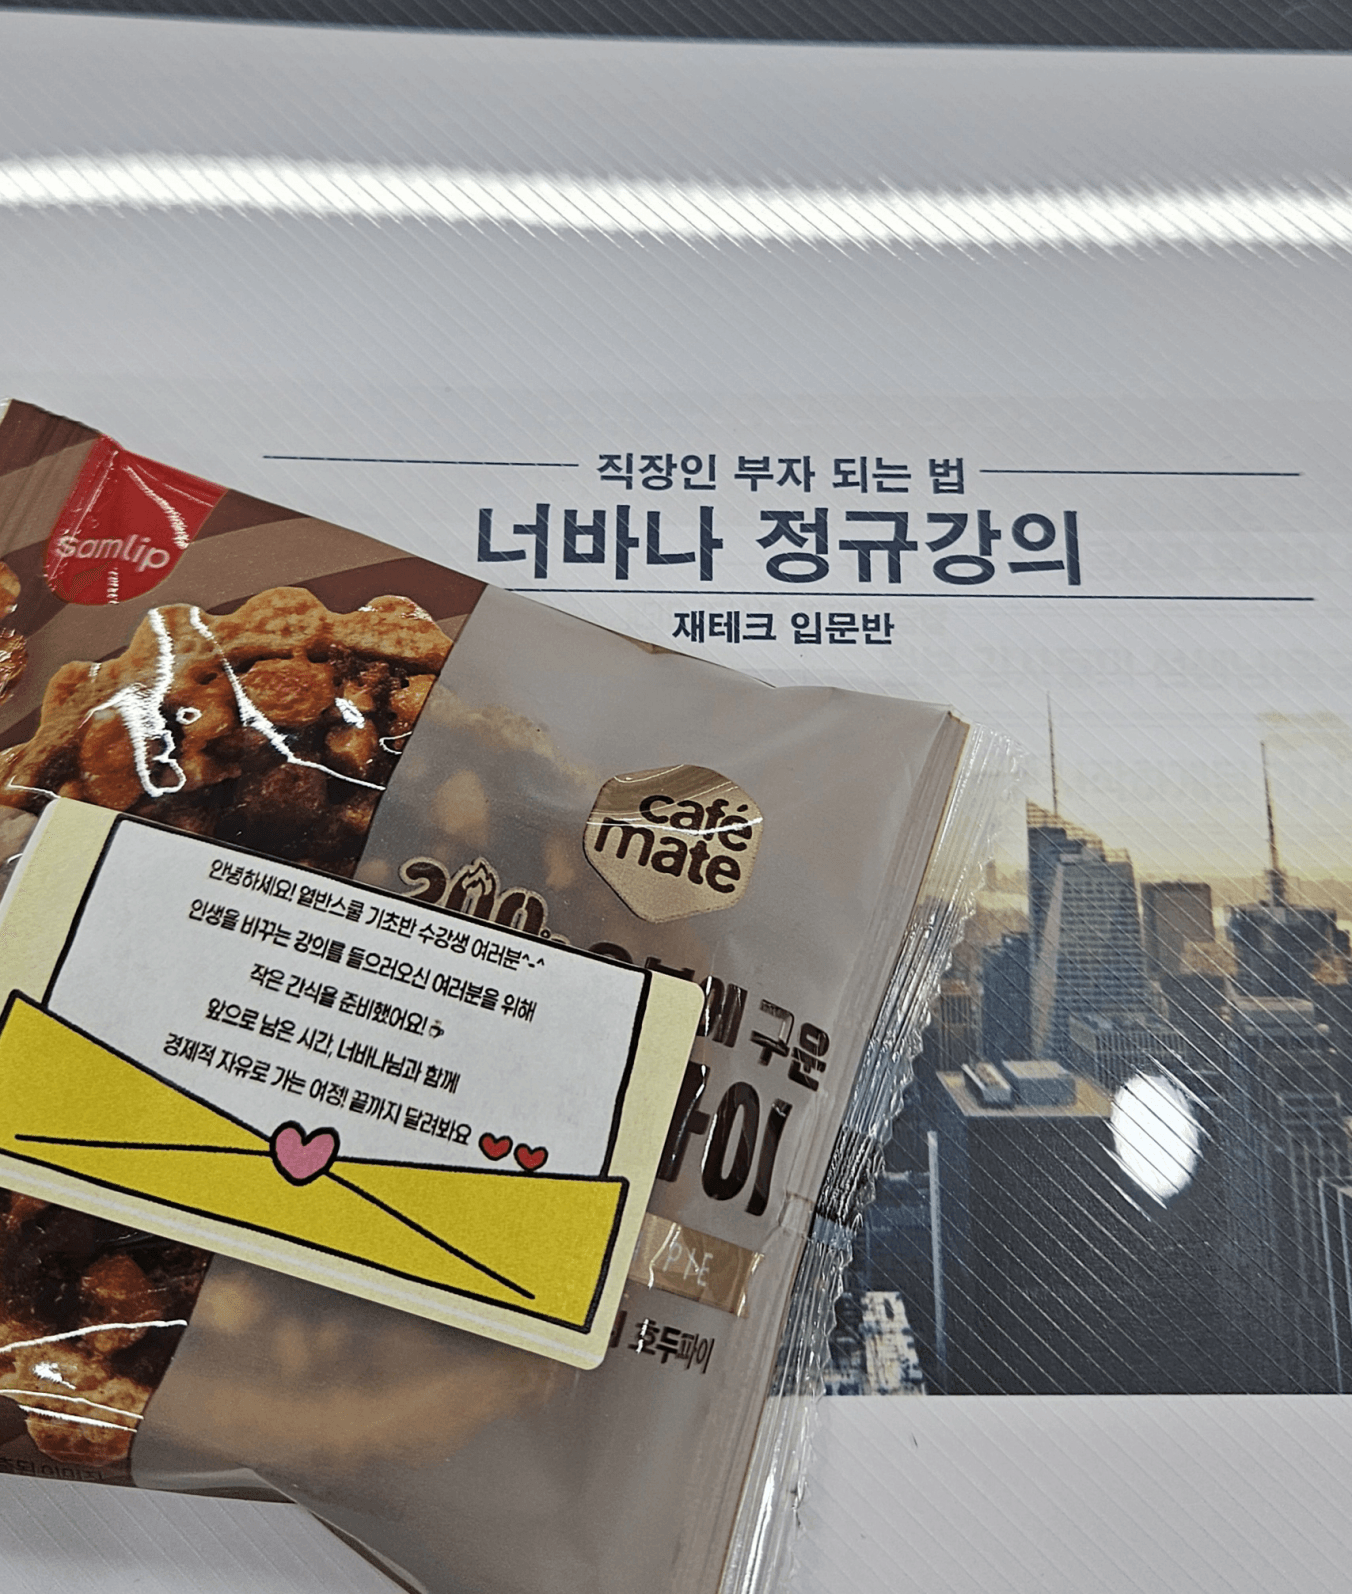 직장인 부자 되는 법
너바나 정규강의
재테크 입문반
samlip
café
mate
200
구운
파이
PIE
호두파이
안녕하세요! 열반스쿨 기초반 수강생 여러분^-^
인생을 바꾸는 강의를 들으러오신 여러분을 위해
작은 간식을 준비했어요!
앞으로 남은 시간, 너바나님과 함께
경제적 자유로 가는 여정! 끝까지 달려봐요